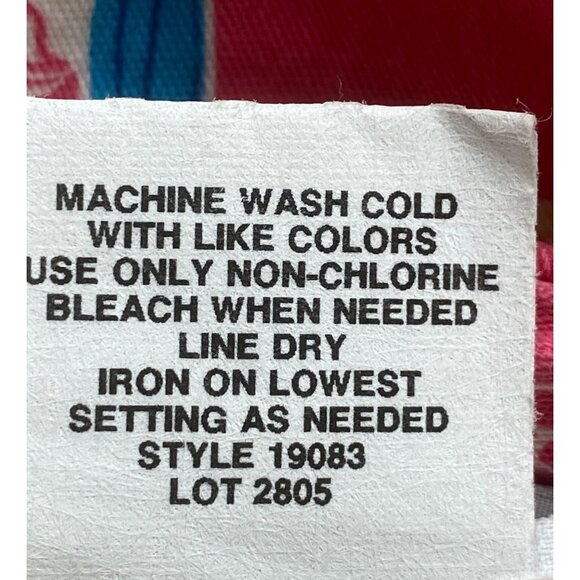 MACHINE WASH COLD
WITH LIKE COLORS
USE ONLY NON-CHLORINE
BLEACH WHEN NEEDED
LINE DRY
IRON ON LOWEST
SETTING AS NEEDED
STYLE 19083
LOT 2805